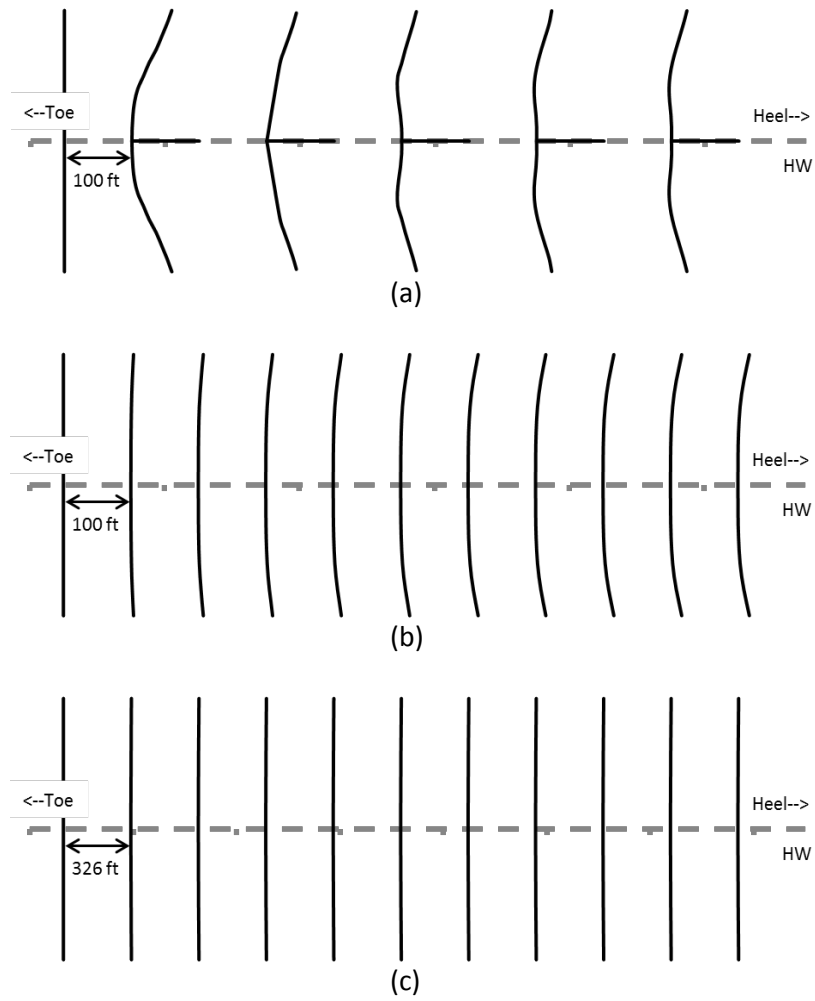 <--Toe
Heel-->
HW
100 ft
(a)
<--Toe
Heel-->
HW
100 ft
(b)
<--Toe
Heel-->
HW
326 ft
(c)